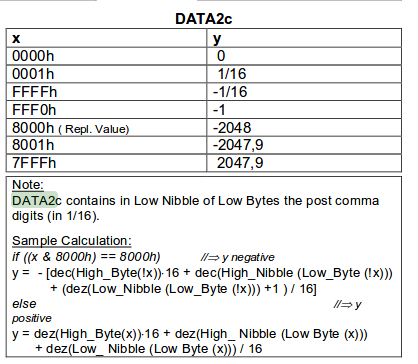 DATA2c
x y
0000h 0
0001h 1/16
FFFFh -1/16
FFF0h -1
8000h ( Repl. Value) -2048
8001h -2047,9
7FFFh 2047,9
Note:
DATA2c contains in Low Nibble of Low Bytes the post comma
digits (in 1/16).
Sample Calculation:
if ((x & 8000h) == 8000h) //⇒ y negative
y = - [dec(High_Byte(!x))·16 + dec(High_Nibble (Low_Byte (!x)))
+ (dez(Low_Nibble (Low_Byte (!x))) +1 ) / 16]
else //⇒ y
positive
y = dez(High_Byte(x))·16 + dez(High_ Nibble (Low Byte (x)))
+ dez(Low_ Nibble (Low Byte (x))) / 16